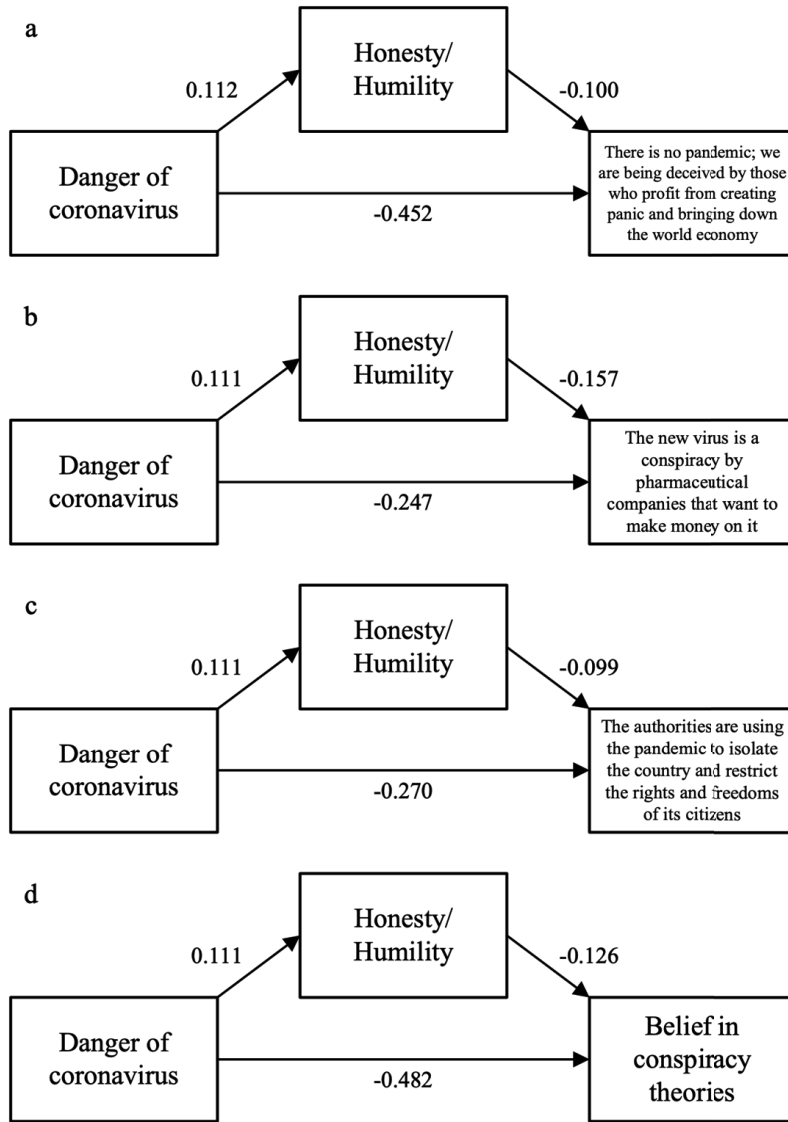 a
Honesty/
Humility
0.112
-0.100
Danger of
coronavirus
-0.452
There is no pandemic; we
are being deceived by those
who profit from creating
panic and bringing down
the world economy
b
Honesty/
Humility
0.111
-0.157
Danger of
coronavirus
-0.247
The new virus is a
conspiracy by
pharmaceutical
companies that want to
make money on it
c
Honesty/
Humility
0.111
-0.099
Danger of
coronavirus
-0.270
The authorities are using
the pandemic to isolate
the country and restrict
the rights and freedoms
of its citizens
d
Honesty/
Humility
0.111
-0.126
Danger of
coronavirus
-0.482
Belief in
conspiracy
theories